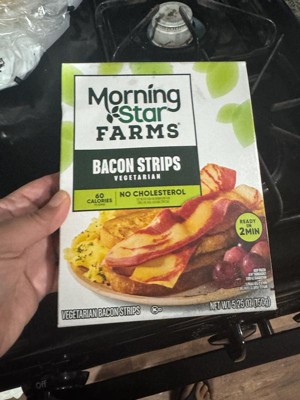 Morning
Star
FARMS®
BACON STRIPS
VEGETARIAN
60
CALORIES
NO CHOLESTEROL
READY IN
2 MIN
VEGETARIAN BACON STRIPS
NET WT 5.25 OZ (150g)